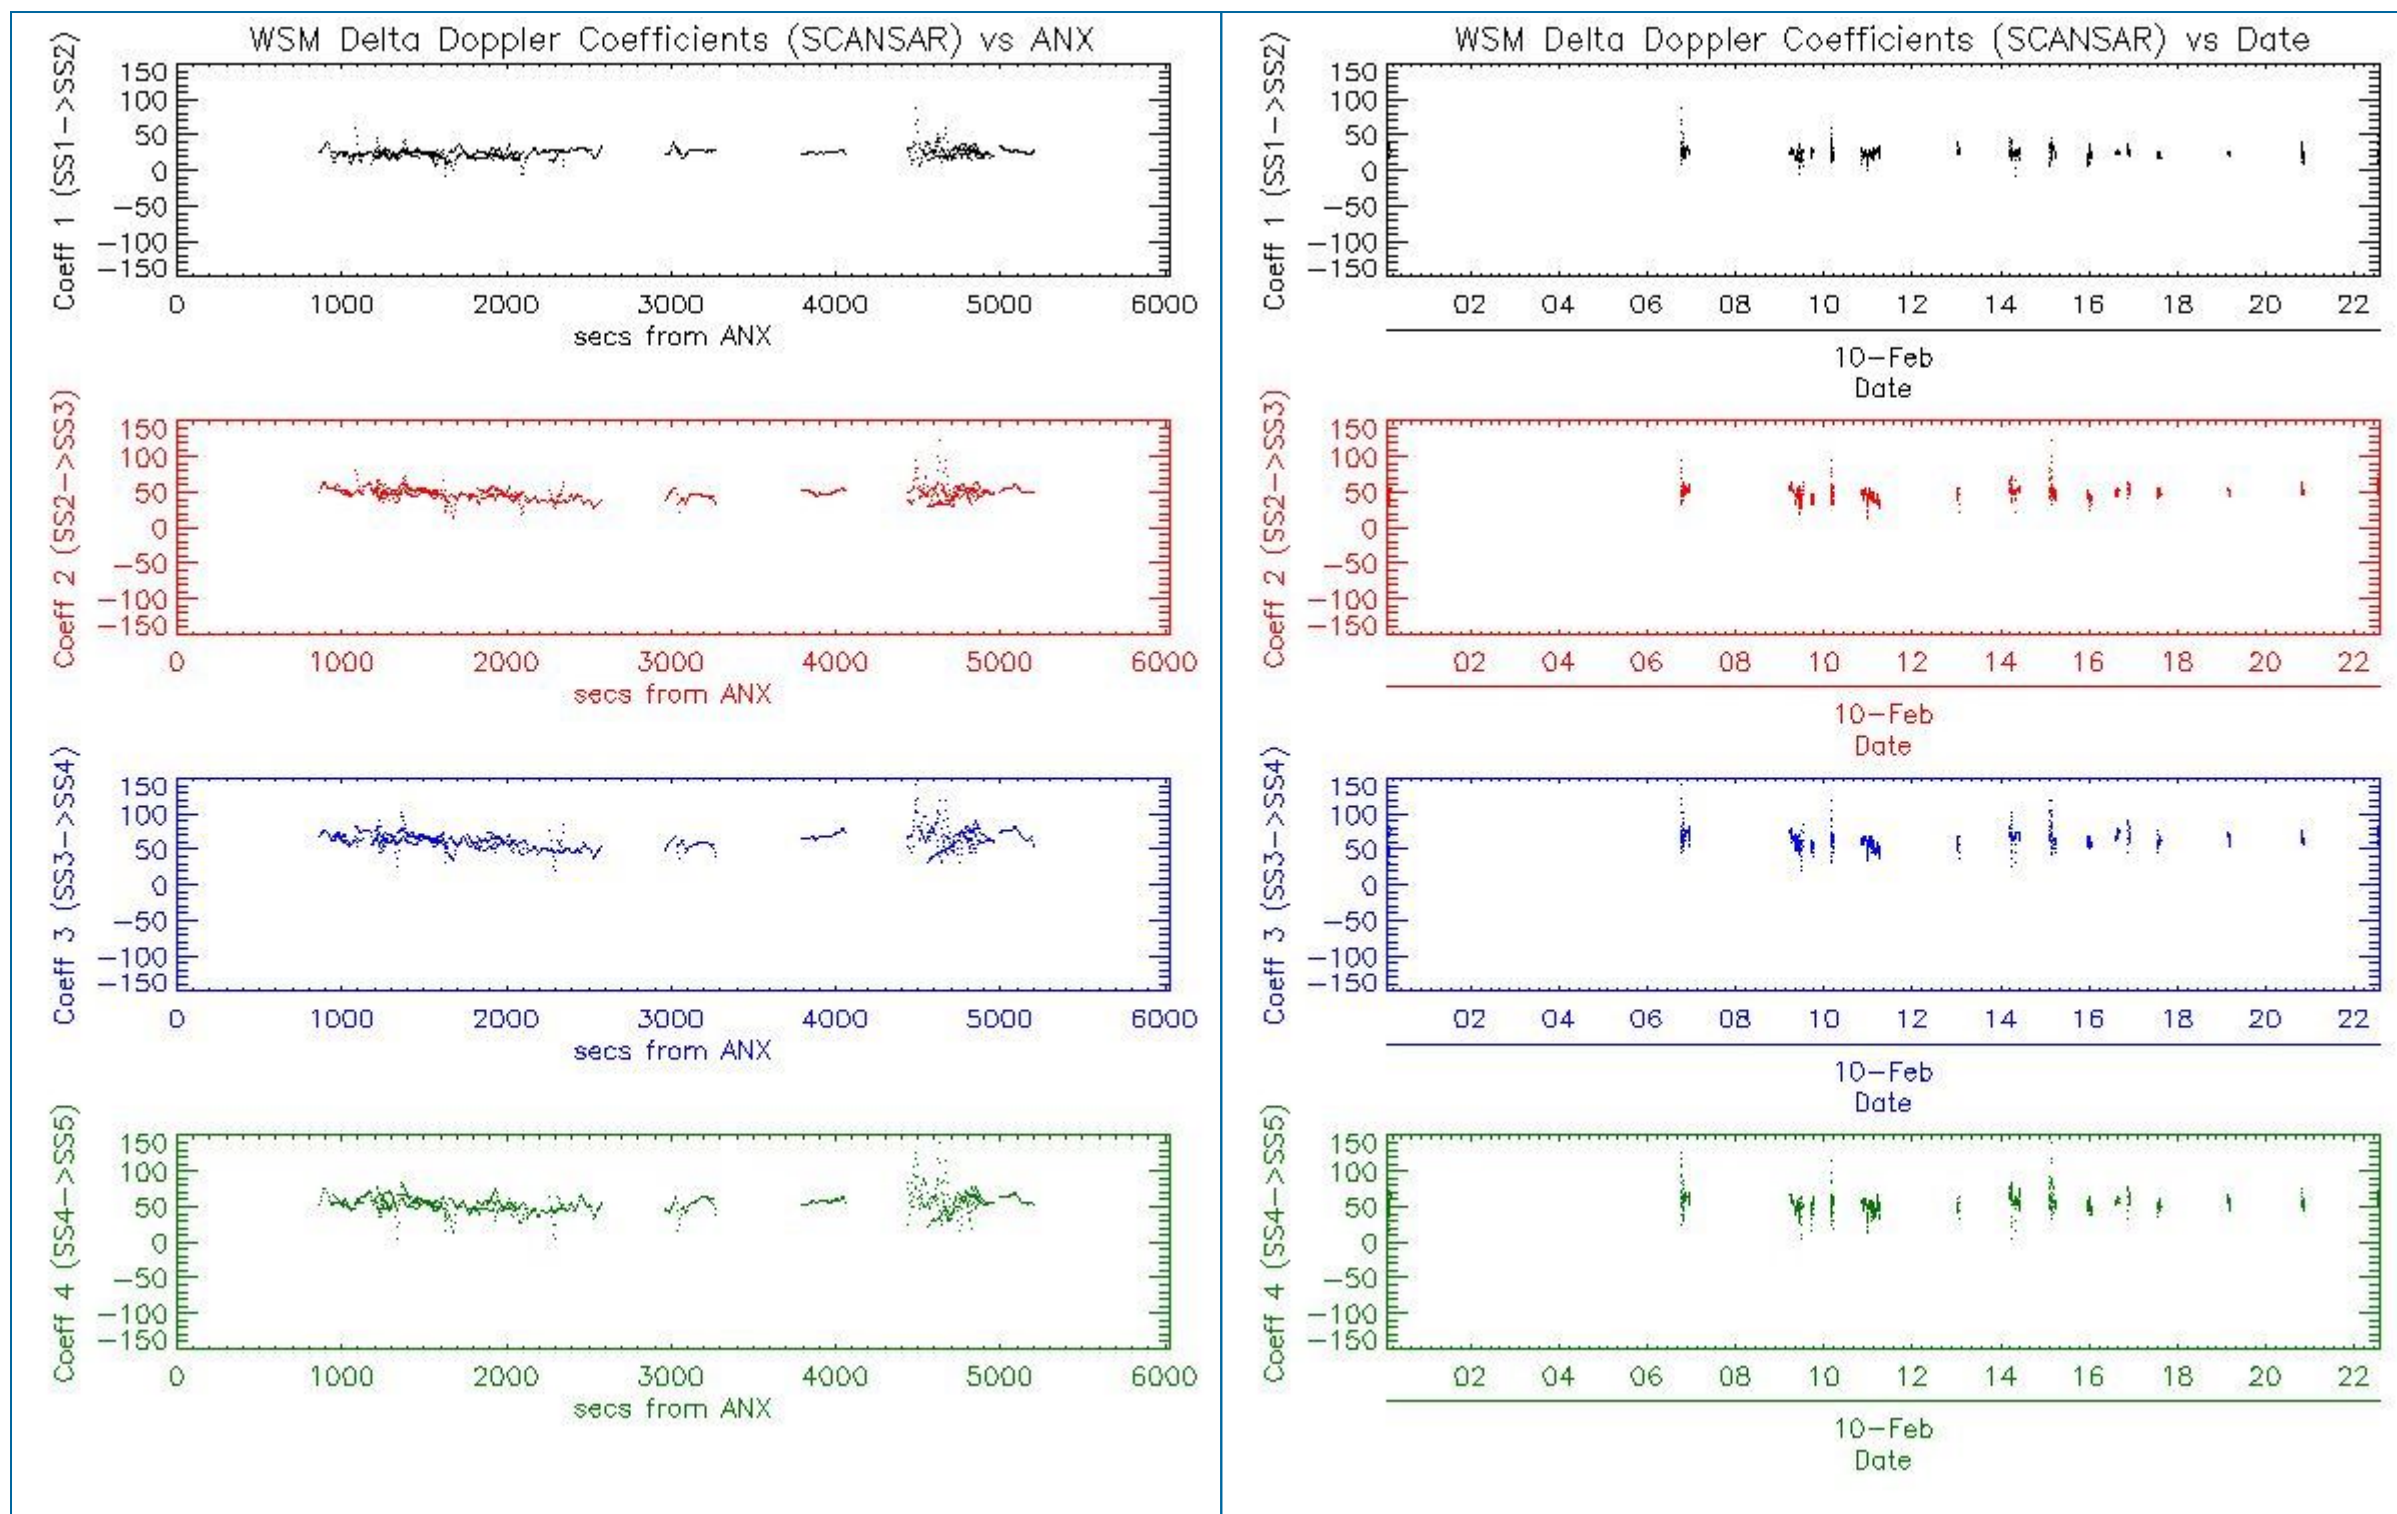 WSM Delta Doppler Coefficients (SCANSAR) vs ANX
Coeff 1 (SS1->SS2)
150
100
50
0
-50
-100
-150
0 1000 2000 3000 4000 5000 6000
secs from ANX
Coeff 2 (SS2->SS3)
150
100
50
0
-50
-100
-150
0 1000 2000 3000 4000 5000 6000
secs from ANX
Coeff 3 (SS3->SS4)
150
100
50
0
-50
-100
-150
0 1000 2000 3000 4000 5000 6000
secs from ANX
Coeff 4 (SS4->SS5)
150
100
50
0
-50
-100
-150
0 1000 2000 3000 4000 5000 6000
secs from ANX
WSM Delta Doppler Coefficients (SCANSAR) vs Date
Coeff 1 (SS1->SS2)
150
100
50
0
-50
-100
-150
02 04 06 08 10 12 14 16 18 20 22
10-Feb
Date
Coeff 2 (SS2->SS3)
150
100
50
0
-50
-100
-150
02 04 06 08 10 12 14 16 18 20 22
10-Feb
Date
Coeff 3 (SS3->SS4)
150
100
50
0
-50
-100
-150
02 04 06 08 10 12 14 16 18 20 22
10-Feb
Date
Coeff 4 (SS4->SS5)
150
100
50
0
-50
-100
-150
02 04 06 08 10 12 14 16 18 20 22
10-Feb
Date